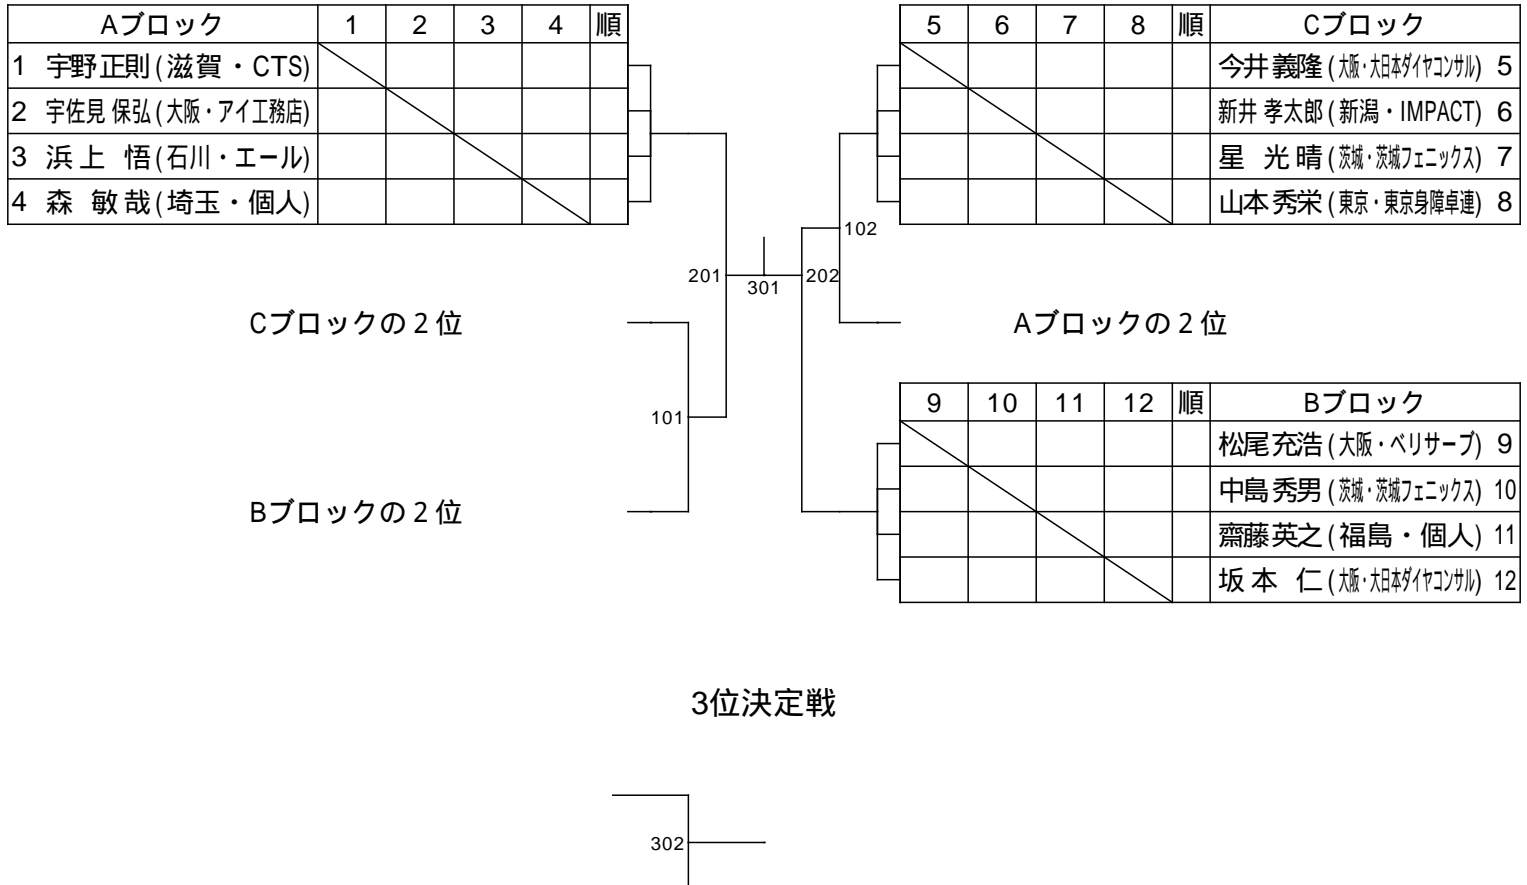 Aブロック 1 2 3 4 順
1 宇野正則(滋賀・CTS)
2 宇佐見 保弘(大阪・アイ工務店)
3 浜上 悟(石川・エール)
4 森 敏哉(埼玉・個人)
5 6 7 8 順 Cブロック
今井義隆(大阪・大日本ダイヤコンサル) 5
新井 孝太郎(新潟・IMPACT) 6
星 光晴(茨城・茨城フェニックス) 7
山本秀栄(東京・東京身障卓連) 8
102
201
301
202
Cブロックの2位
Aブロックの2位
101
Bブロックの2位
9 10 11 12 順 Bブロック
松尾充浩(大阪・ベリサーブ) 9
中島秀男(茨城・茨城フェニックス) 10
齋藤英之(福島・個人) 11
坂本 仁(大阪・大日本ダイヤコンサル) 12
3位決定戦
302